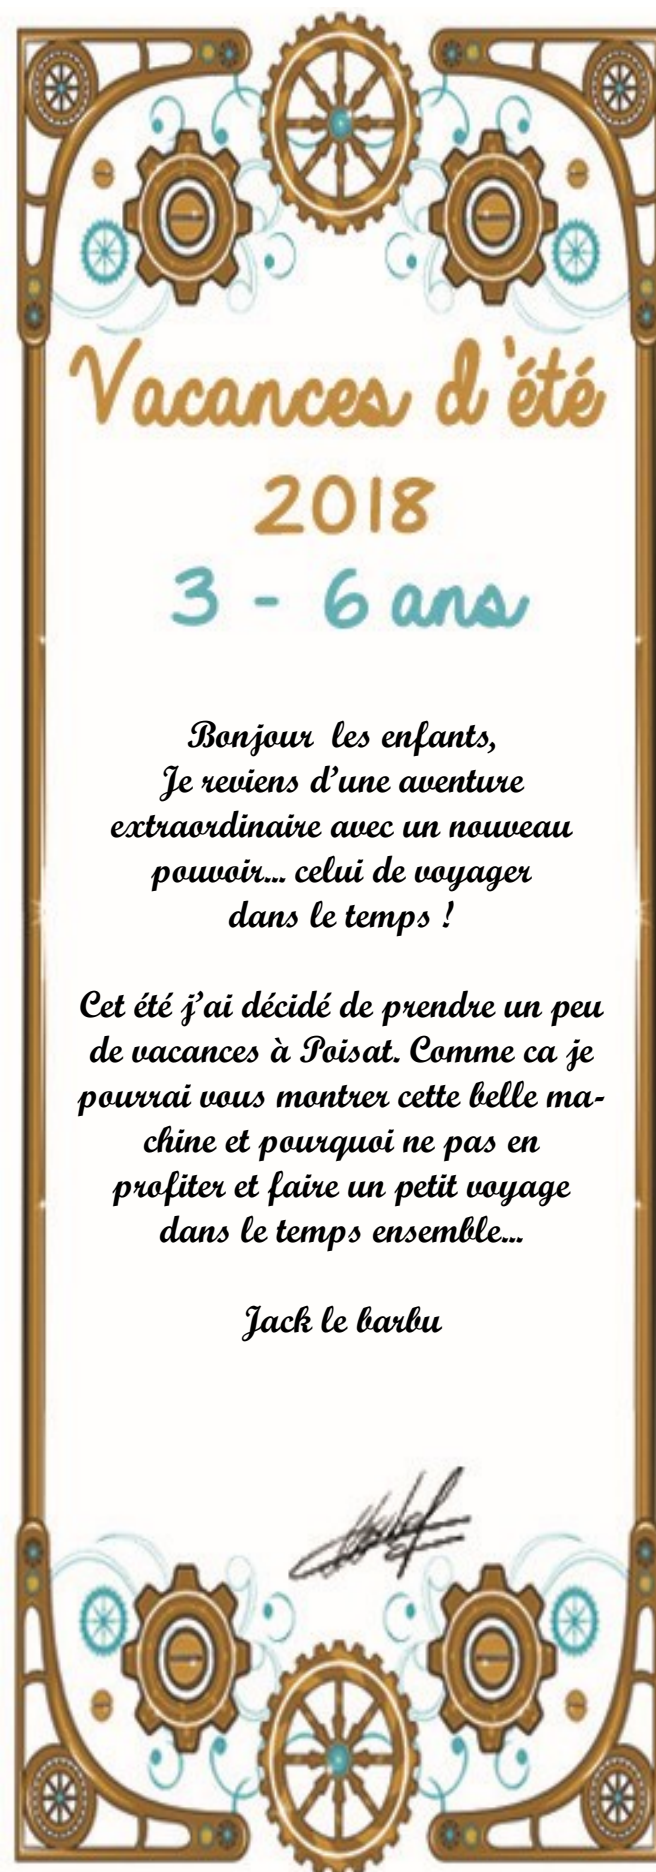 Vacances d'été
2018
3 - 6 ans
Bonjour les enfants,
Je reviens d'une aventure
extraordinaire avec un nouveau
pouvoir... celui de voyager
dans le temps !
Cet été j'ai décidé de prendre un peu
de vacances à Poisat. Comme ca je
pourrai vous montrer cette belle ma-
chine et pourquoi ne pas en
profiter et faire un petit voyage
dans le temps ensemble...
Jack le barbu